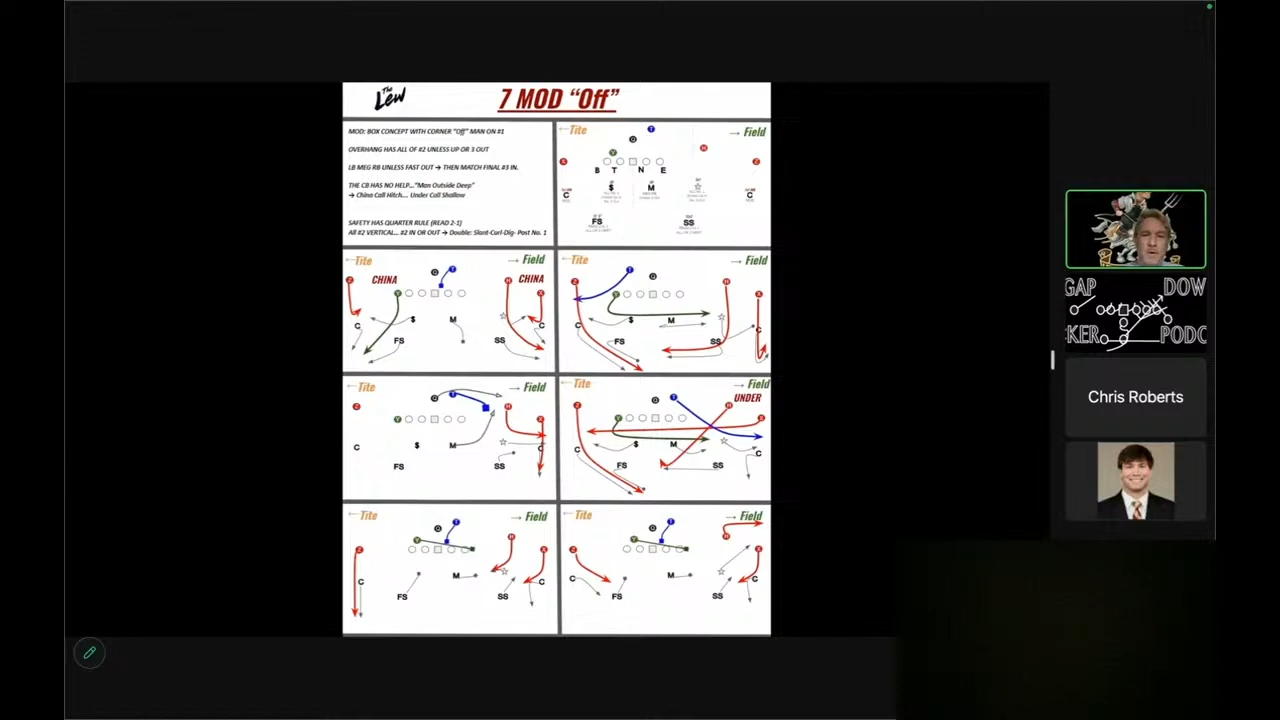 The Lew
7 MOD “Off”
MOD: BOX CONCEPT WITH CORNER “Off” MAN ON #1
OVERHANG HAS ALL OF #2 UNLESS UP OR 3 OUT
LB MEG RB UNLESS FAST OUT → THEN MATCH FINAL #3 IN.
THE CB HAS NO HELP…“Man Outside Deep”
→ China Call Hitch…. Under Call Shallow
SAFETY HAS QUARTER RULE (READ 2-1)
All #2 VERTICAL… #2 IN OR OUT → Double: Slant-Curl-Dig- Post No. 1
←Tite
→ Field
T
Q
Y
H
X
Z
B T N E
C
$
M
C
FS
SS
←Tite
→ Field
CHINA
CHINA
Z
Q
T
H
X
Y
C
$
M
C
FS
SS
←Tite
→ Field
T
Q
Z
H
X
Y
C
$
M
C
FS
SS
←Tite
→ Field
Q
T
Z
H
X
Y
C
$
M
C
FS
SS
←Tite
→ Field
UNDER
Q
T
H
Z
X
Y
C
$
M
C
FS
SS
←Tite
→ Field
Q
T
Y
H
Z
X
C
M
C
FS
SS
←Tite
→ Field
Q
T
Y
H
Z
X
C
M
C
FS
SS
GAP DOW
KER PODC
Chris Roberts